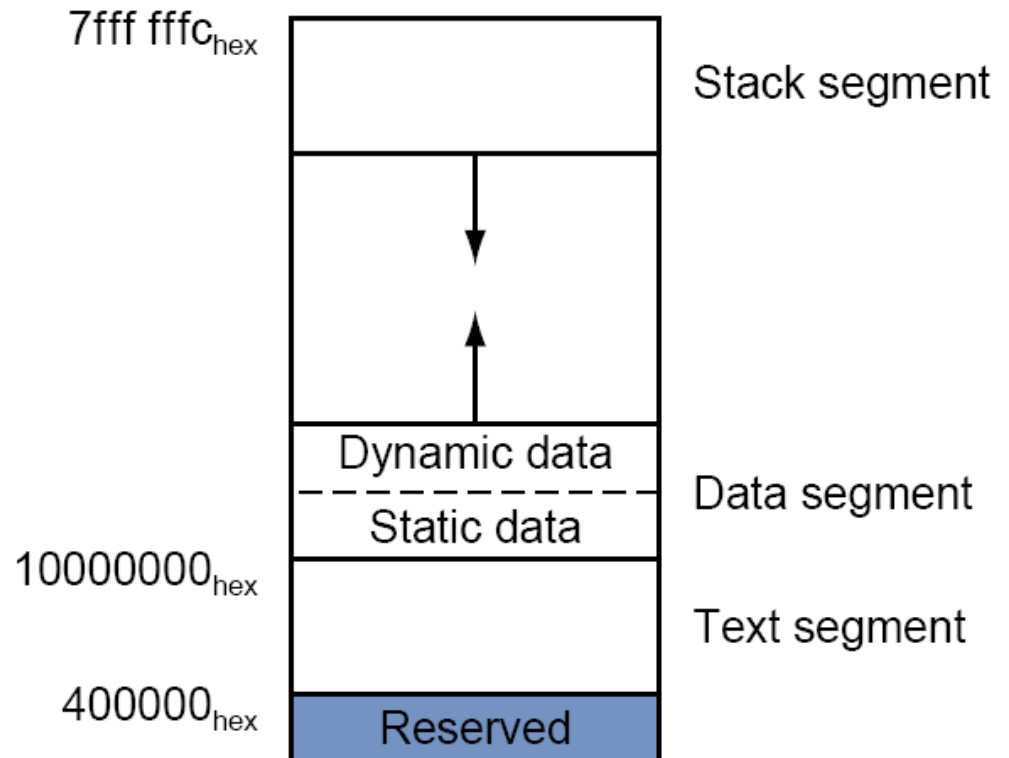 7fff fffchex
Stack segment
Dynamic data
Data segment
Static data
10000000hex
Text segment
400000hex
Reserved